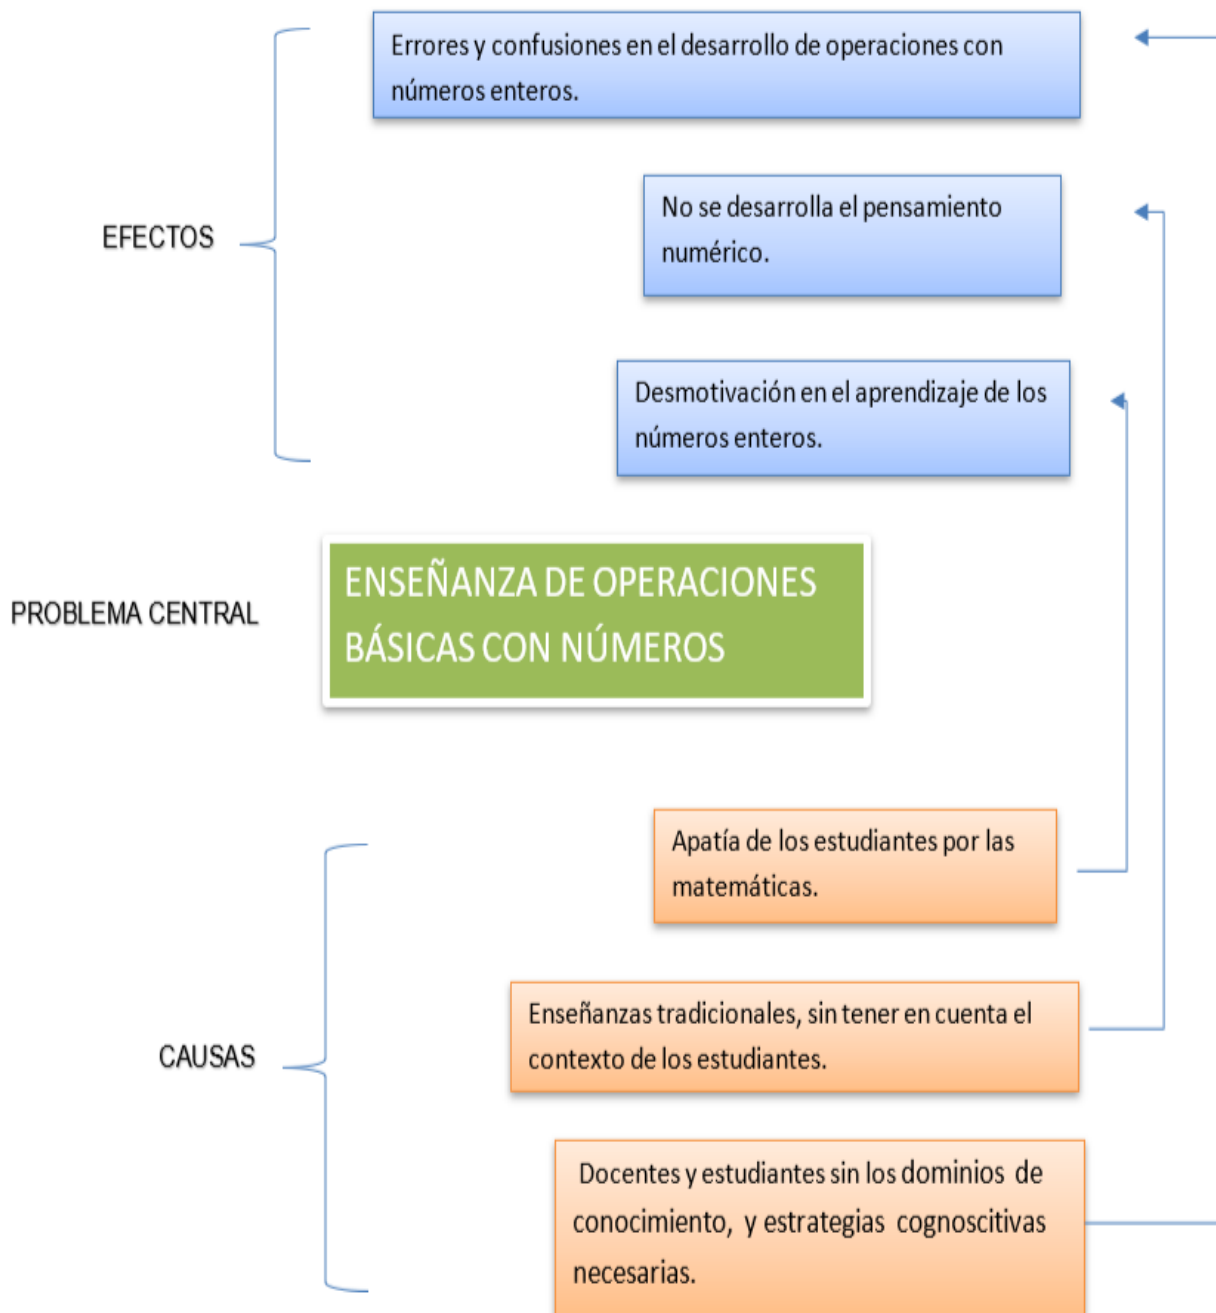 Errores y confusiones en el desarrollo de operaciones con
números enteros.
No se desarrolla el pensamiento
numérico.
EFECTOS
Desmotivación en el aprendizaje de los
números enteros.
PROBLEMA CENTRAL
ENSEÑANZA DE OPERACIONES
BÁSICAS CON NÚMEROS
Apatía de los estudiantes por las
matemáticas.
Enseñanzas tradicionales, sin tener en cuenta el
contexto de los estudiantes.
CAUSAS
Docentes y estudiantes sin los dominios de
conocimiento, y estrategias cognoscitivas
necesarias.